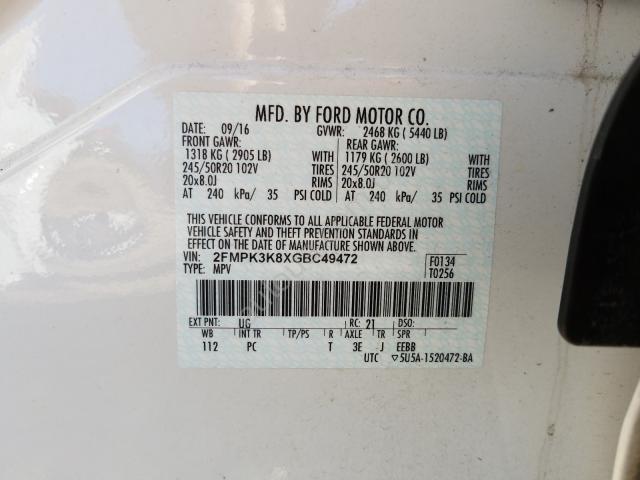 MFD. BY FORD MOTOR CO.
DATE: 09/16 GVWR: 2468 KG ( 5440 LB)
FRONT GAWR: REAR GAWR:
1318 KG ( 2905 LB) WITH 1179 KG ( 2600 LB) WITH
245/50R20 102V TIRES 245/50R20 102V TIRES
20x8.0J RIMS 20x8.0J RIMS
AT 240 kPa/ 35 PSI COLD AT 240 kPa/ 35 PSI COLD
THIS VEHICLE CONFORMS TO ALL APPLICABLE FEDERAL MOTOR
VEHICLE SAFETY AND THEFT PREVENTION STANDARDS IN
EFFECT ON THE DATE OF MANUFACTURE SHOWN ABOVE.
VIN: 2FMPK3K8XGBC49472 F0134
TYPE: MPV T0256
EXT PNT: UG RC: 21 DSO:
WB INT TR TP/PS R AXLE TR SPR
112 PC T 3E J EEBB
UTC ▽5U5A-1520472-BA